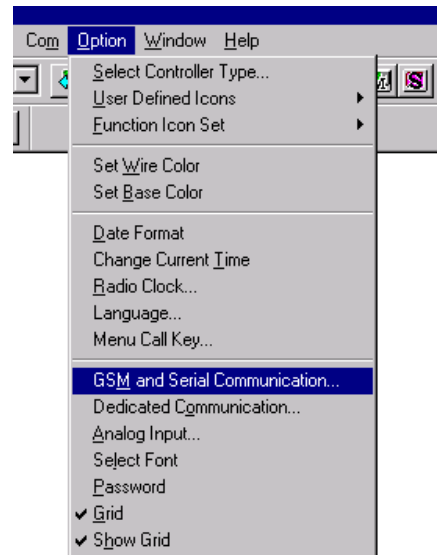 Com Option Window Help
Select Controller Type...
User Defined Icons
Function Icon Set
Set Wire Color
Set Base Color
Date Format
Change Current Time
Radio Clock...
Language...
Menu Call Key...
GSM and Serial Communication...
Dedicated Communication...
Analog Input...
Select Font
Password
Grid
Show Grid